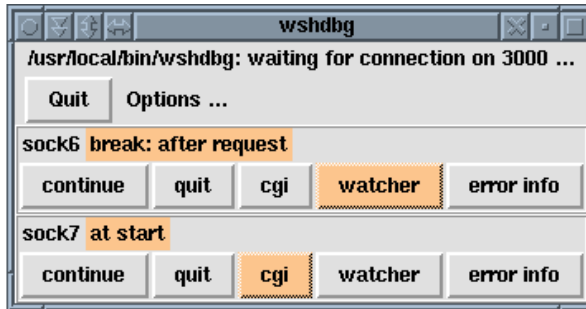 wshdbg
/usr/local/bin/wshdbg: waiting for connection on 3000 ...
Quit Options ...
sock6 break: after request
continue quit cgi watcher error info
sock7 at start
continue quit cgi watcher error info